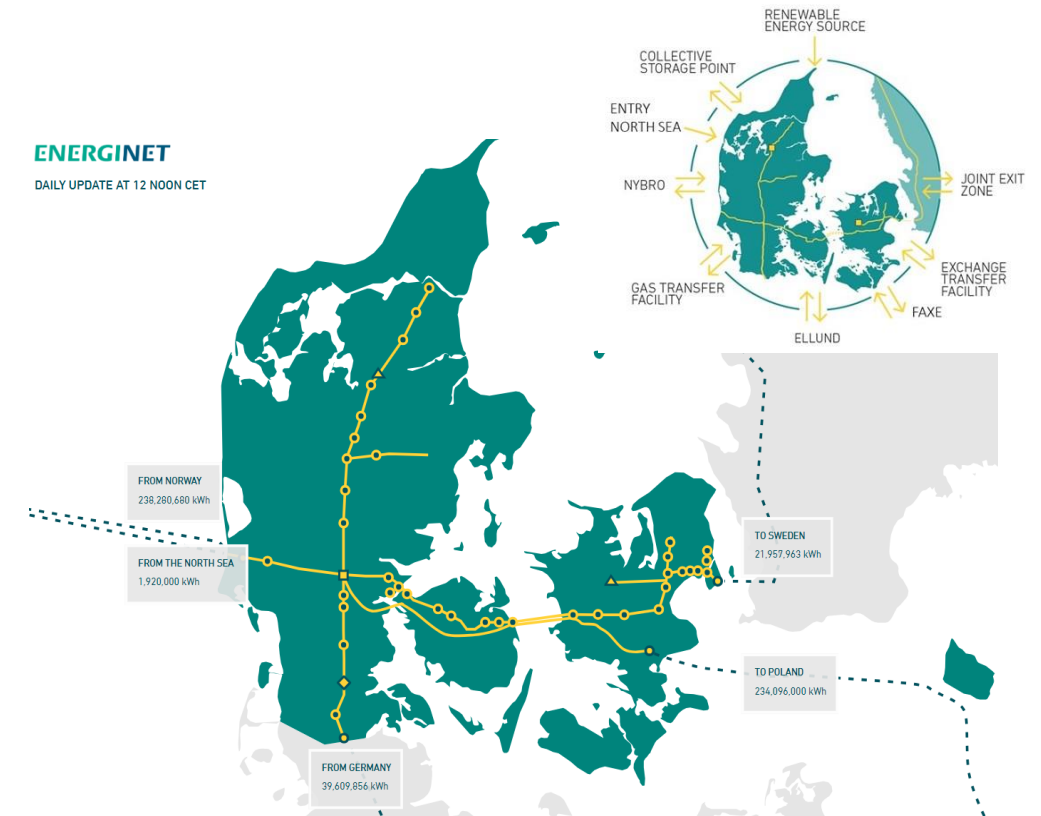 RENEWABLE
ENERGY SOURCE
COLLECTIVE
STORAGE POINT
ENTRY
NORTH SEA
NYBRO
JOINT EXIT
ZONE
GAS TRANSFER
FACILITY
EXCHANGE
TRANSFER
FACILITY
FAXE
ELLUND
ENERGINET
DAILY UPDATE AT 12 NOON CET
FROM NORWAY
238,280,680 kWh
FROM THE NORTH SEA
1,920,000 kWh
TO SWEDEN
21,957,963 kWh
TO POLAND
234,096,000 kWh
FROM GERMANY
39,609,856 kWh